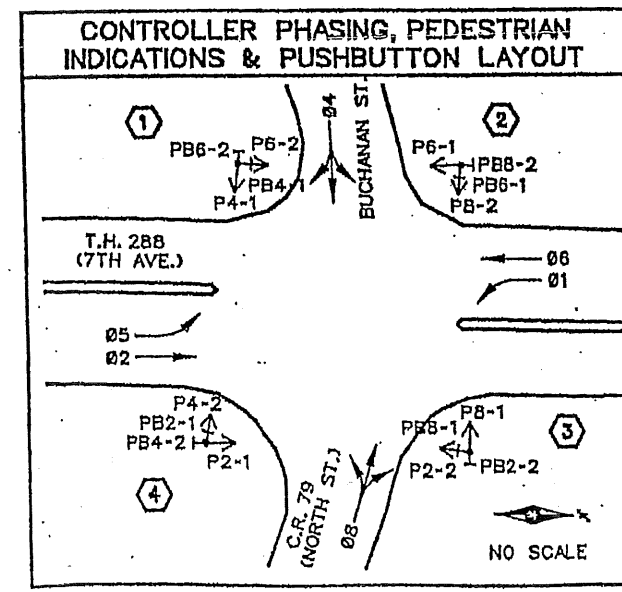 CONTROLLER PHASING, PEDESTRIAN
INDICATIONS & PUSHBUTTON LAYOUT
1
Ø4
BUCHANAN ST.
2
PB6-2
P6-2
PB4-1
P4-1
P6-1
PB8-2
PB6-1
P8-2
T.H. 288
(7TH AVE.)
Ø6
Ø1
Ø5
Ø2
P4-2
PB2-1
PB4-2
P2-1
4
C.R. 79
(NORTH ST.)
Ø8
P8-1
PB8-1
P2-2
PB2-2
3
NO SCALE